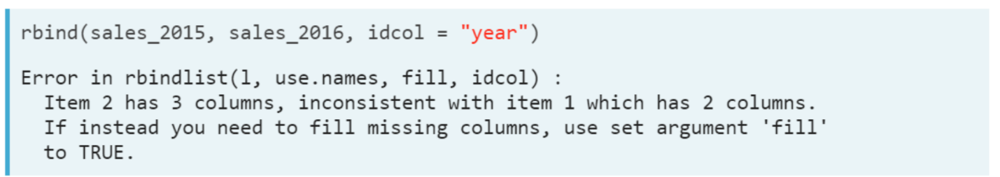 rbind(sales_2015, sales_2016, idcol = "year")
Error in rbindlist(l, use.names, fill, idcol) :
Item 2 has 3 columns, inconsistent with item 1 which has 2 columns.
If instead you need to fill missing columns, use set argument 'fill'
to TRUE.